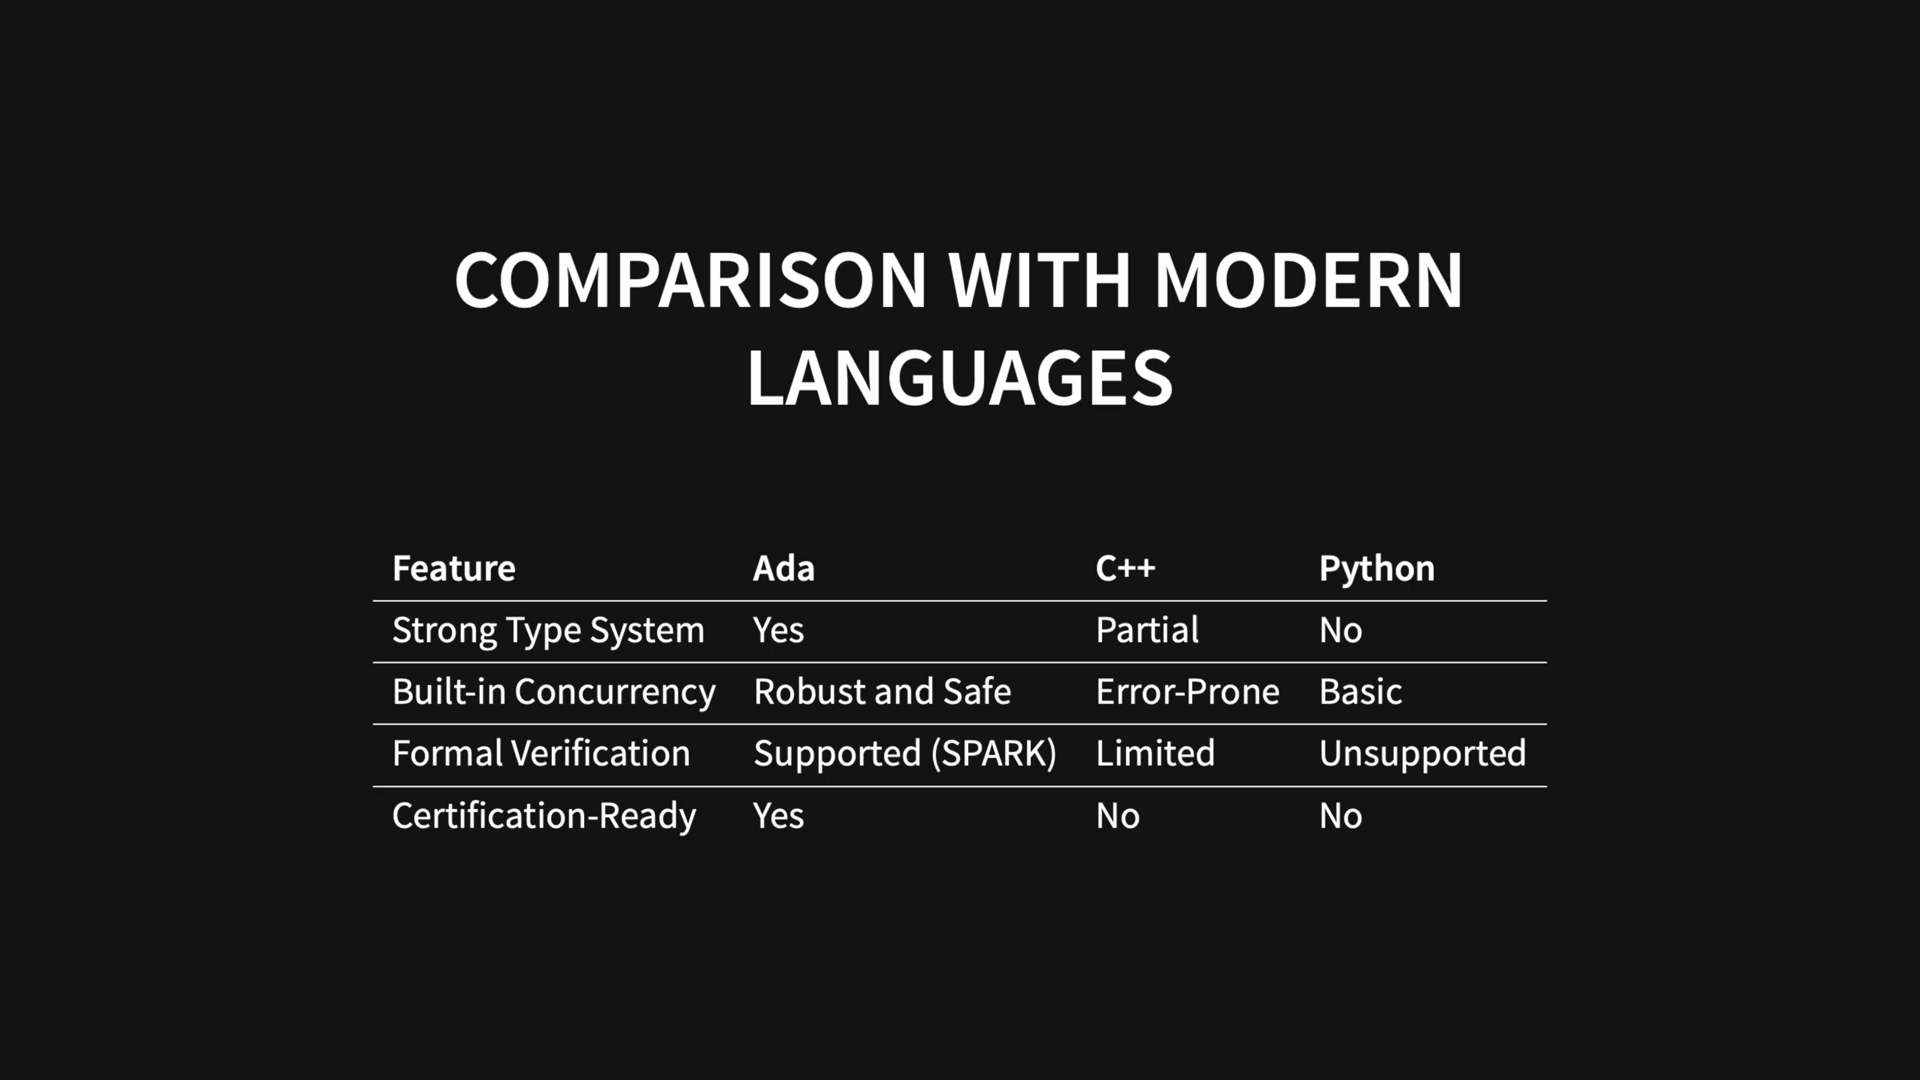 COMPARISON WITH MODERN
LANGUAGES
Feature Ada C++ Python
Strong Type System Yes Partial No
Built-in Concurrency Robust and Safe Error-Prone Basic
Formal Verification Supported (SPARK) Limited Unsupported
Certification-Ready Yes No No